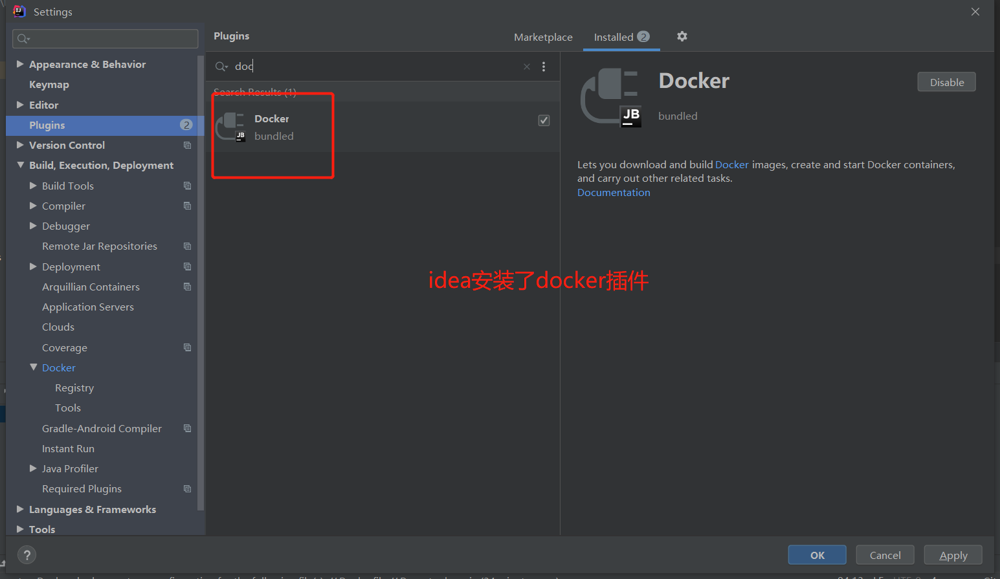 Settings
Plugins
Marketplace
Installed 2
doc
Search Results (1)
Docker
bundled
JB
Docker
Disable
JB
bundled
Lets you download and build Docker images, create and start Docker containers,
and carry out other related tasks.
Documentation
Appearance & Behavior
Keymap
Editor
Plugins 2
Version Control
Build, Execution, Deployment
Build Tools
Compiler
Debugger
Remote Jar Repositories
Deployment
Arquillian Containers
Application Servers
Clouds
Coverage
Docker
Registry
Tools
Gradle-Android Compiler
Instant Run
Java Profiler
Required Plugins
Languages & Frameworks
Tools
idea安装了docker插件
?
OK
Cancel
Apply